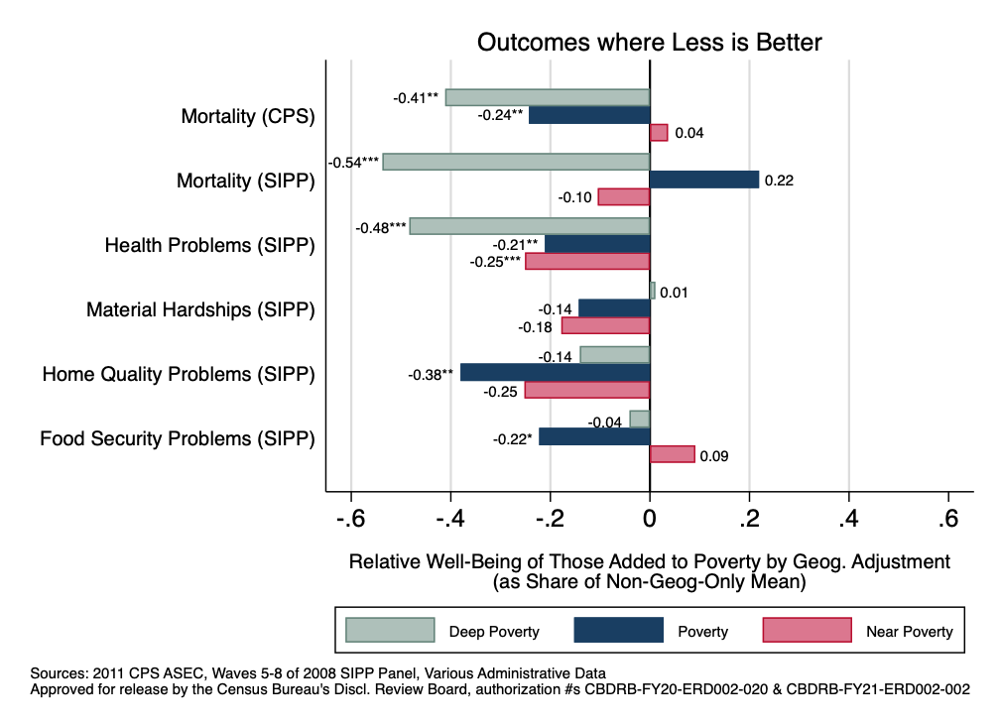 Outcomes where Less is Better
Mortality (CPS)
-0.41**
-0.24**
0.04
Mortality (SIPP)
-0.54***
0.22
-0.10
Health Problems (SIPP)
-0.48***
-0.21**
-0.25***
Material Hardships (SIPP)
0.01
-0.14
-0.18
Home Quality Problems (SIPP)
-0.14
-0.38**
-0.25
Food Security Problems (SIPP)
-0.04
-0.22*
0.09
-.6 -.4 -.2 0 .2 .4 .6
Relative Well-Being of Those Added to Poverty by Geog. Adjustment
(as Share of Non-Geog-Only Mean)
Deep Poverty Poverty Near Poverty
Sources: 2011 CPS ASEC, Waves 5-8 of 2008 SIPP Panel, Various Administrative Data
Approved for release by the Census Bureau's Discl. Review Board, authorization #s CBDRB-FY20-ERD002-020 & CBDRB-FY21-ERD002-002